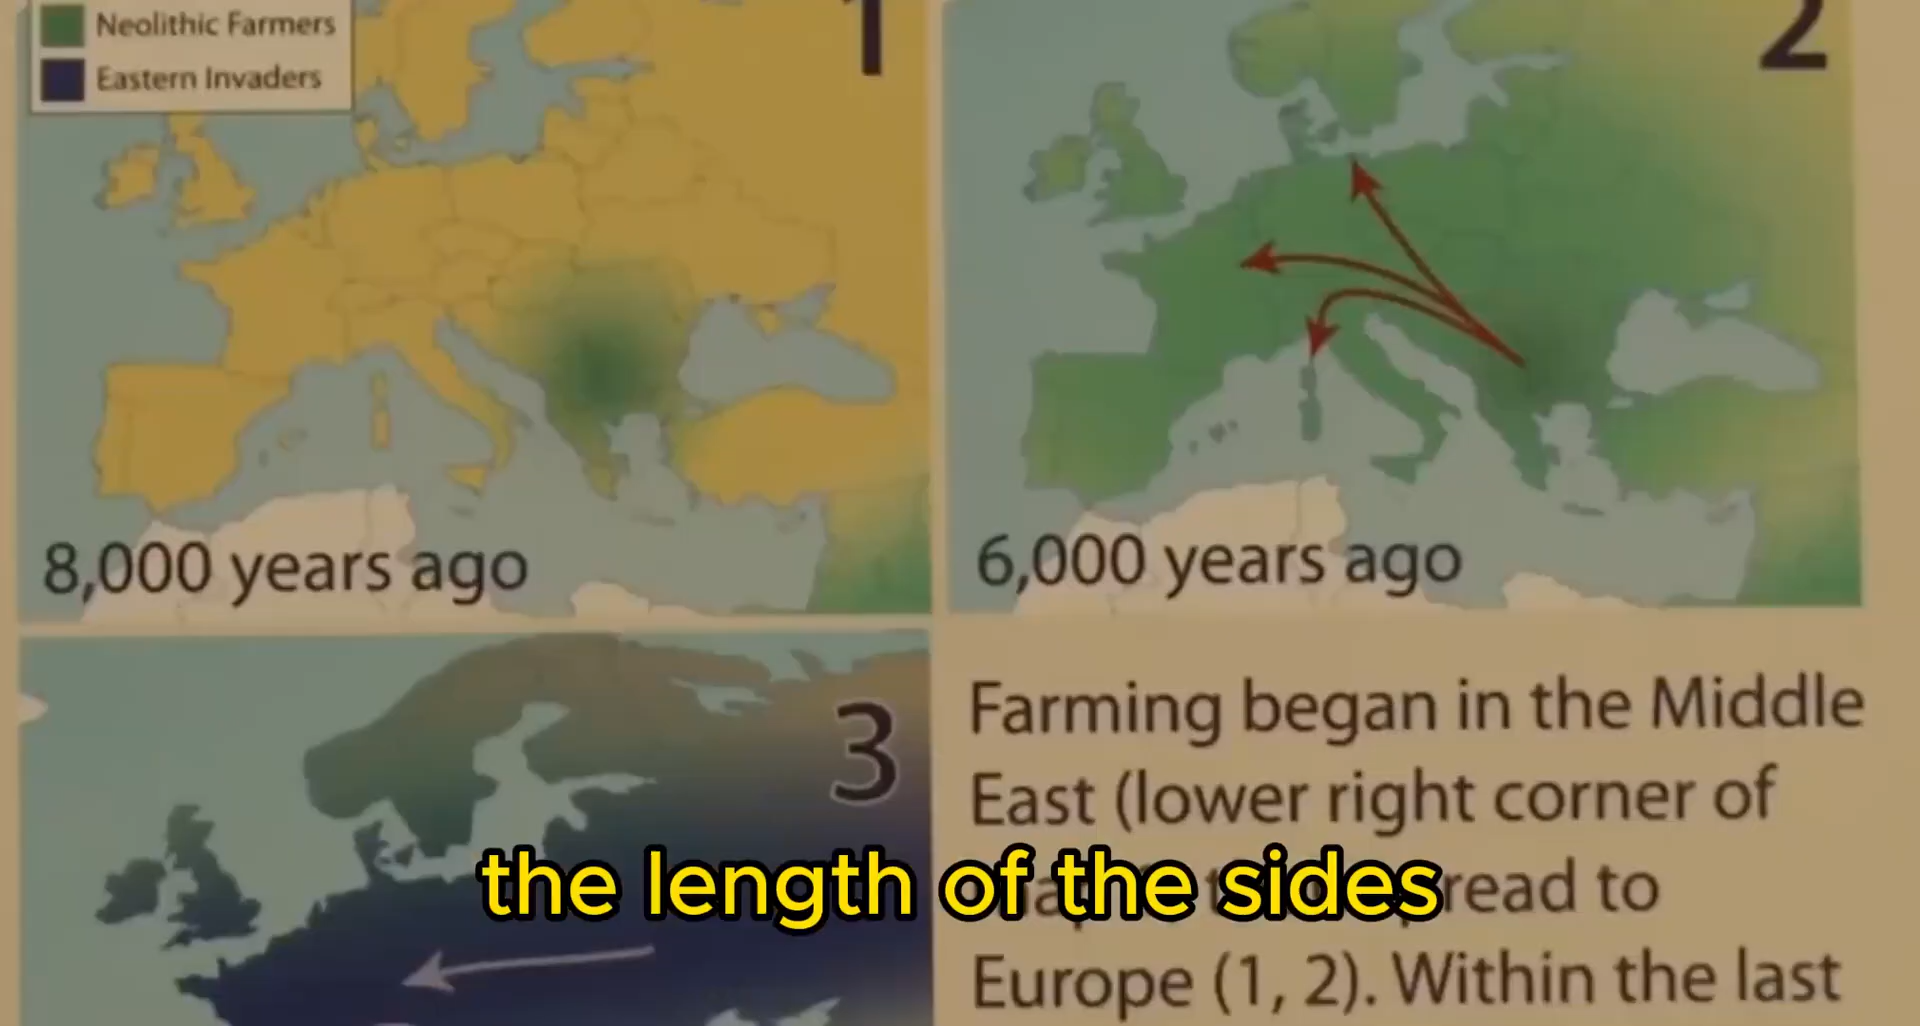 Neolithic Farmers
Eastern Invaders
1
2
8,000 years ago
6,000 years ago
3
Farming began in the Middle
East (lower right corner of
read to
Europe (1, 2). Within the last
the length of the sides